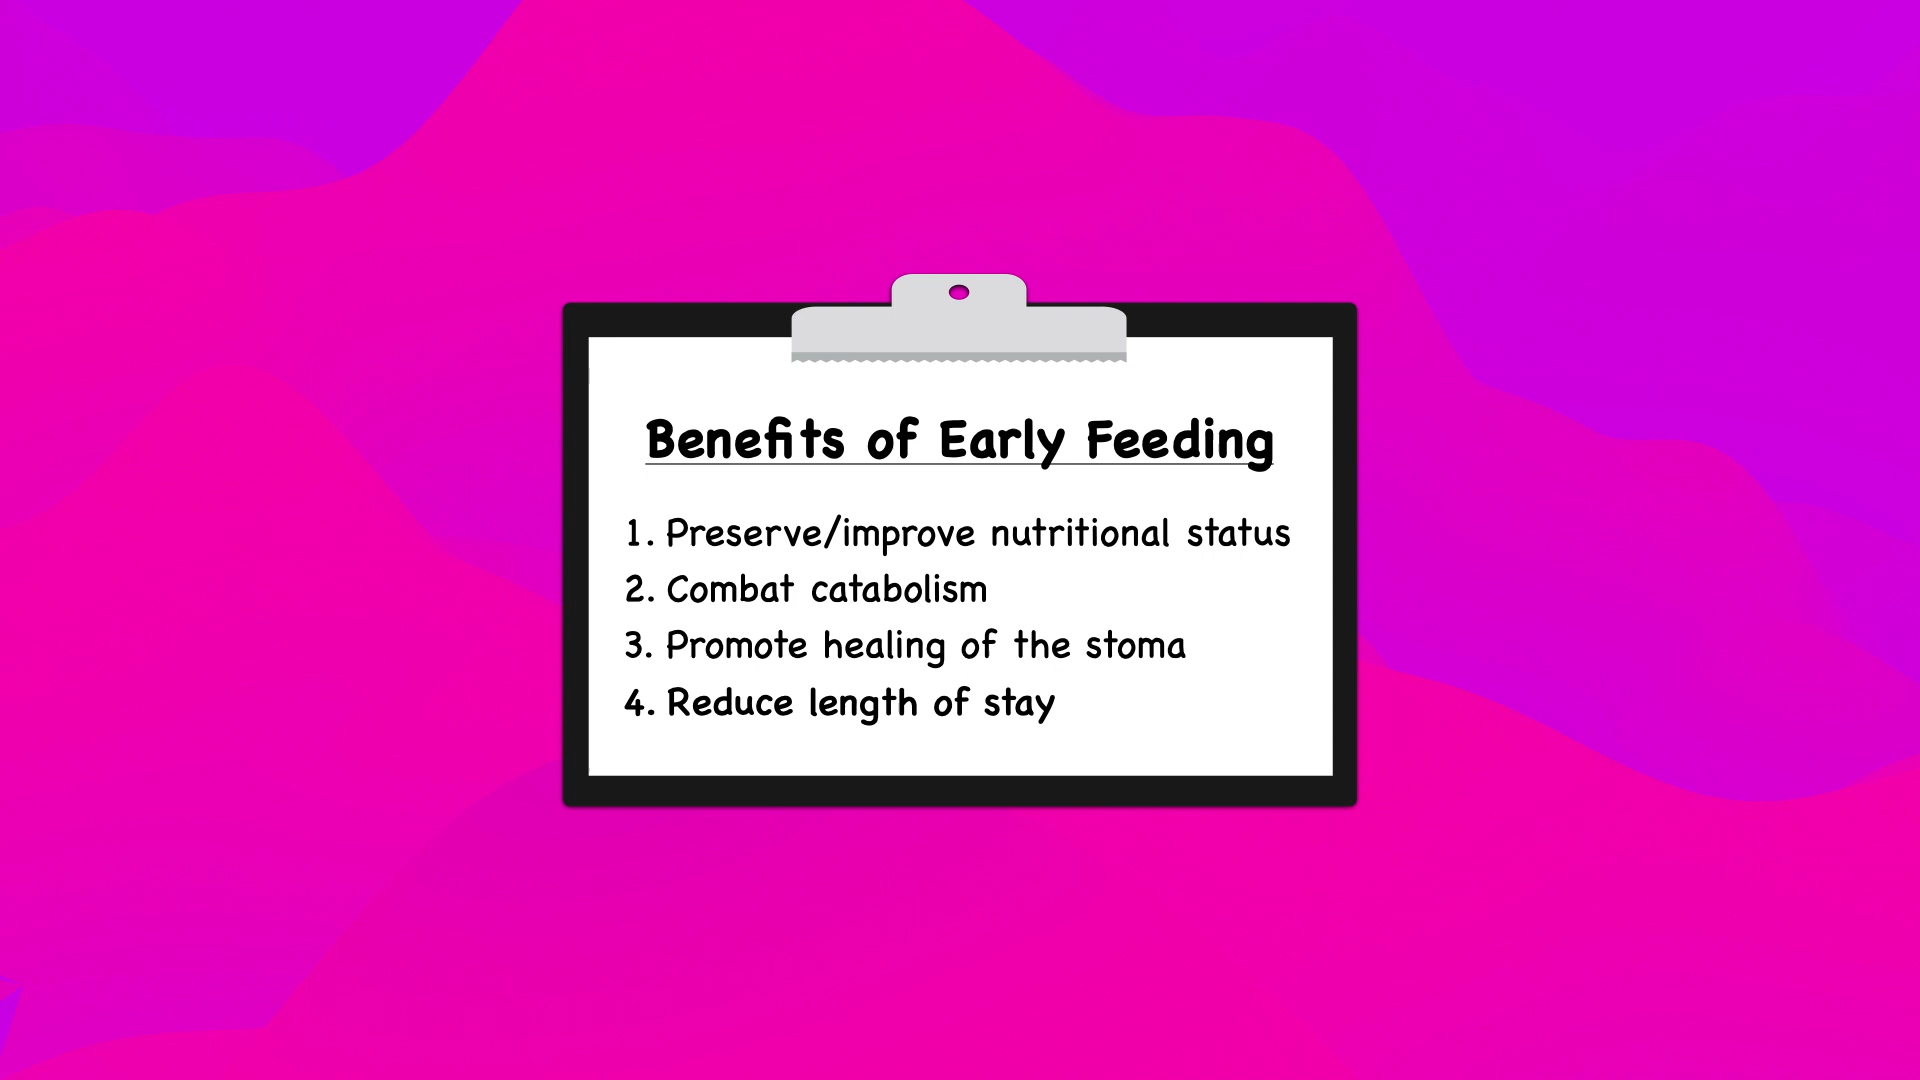 Benefits of Early Feeding
1. Preserve/improve nutritional status
2. Combat catabolism
3. Promote healing of the stoma
4. Reduce length of stay